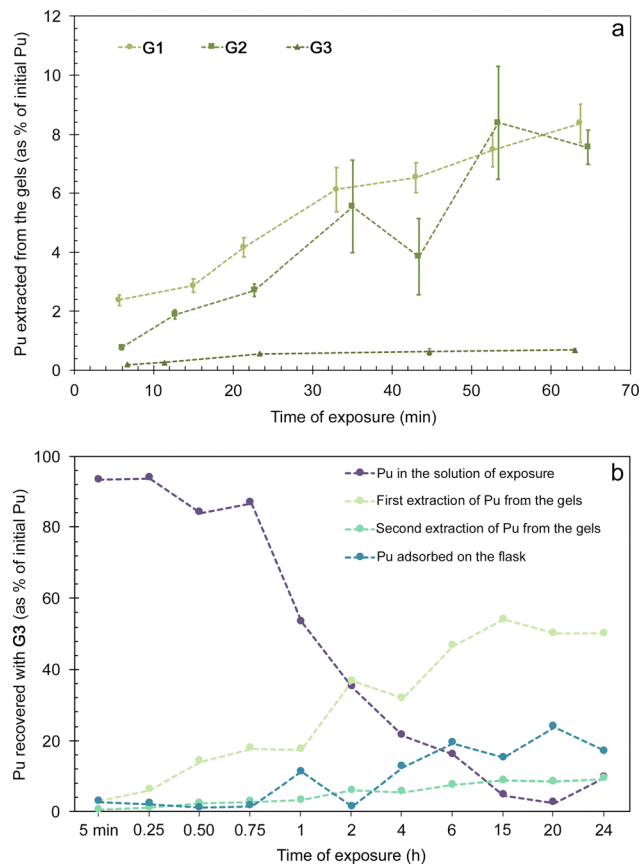 a
G1 G2 G3
Pu extracted from the gels (as % of initial Pu)
12
10
8
6
4
2
0
0 10 20 30 40 50 60 70
Time of exposure (min)
b
Pu in the solution of exposure
First extraction of Pu from the gels
Second extraction of Pu from the gels
Pu adsorbed on the flask
Pu recovered with G3 (as % of initial Pu)
100
80
60
40
20
0
5 min 0.25 0.50 0.75 1 2 4 6 15 20 24
Time of exposure (h)